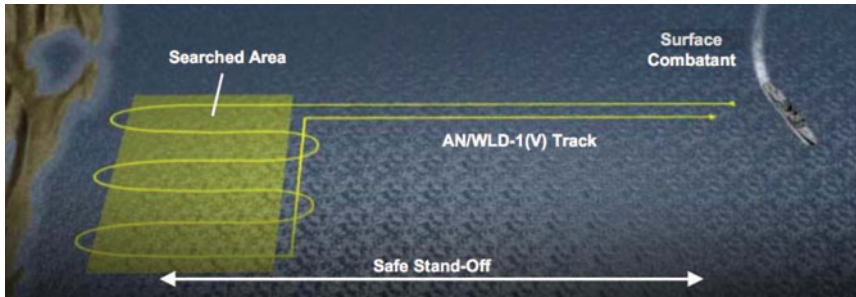 Searched Area
Surface
Combatant
AN/WLD-1(V) Track
Safe Stand-Off